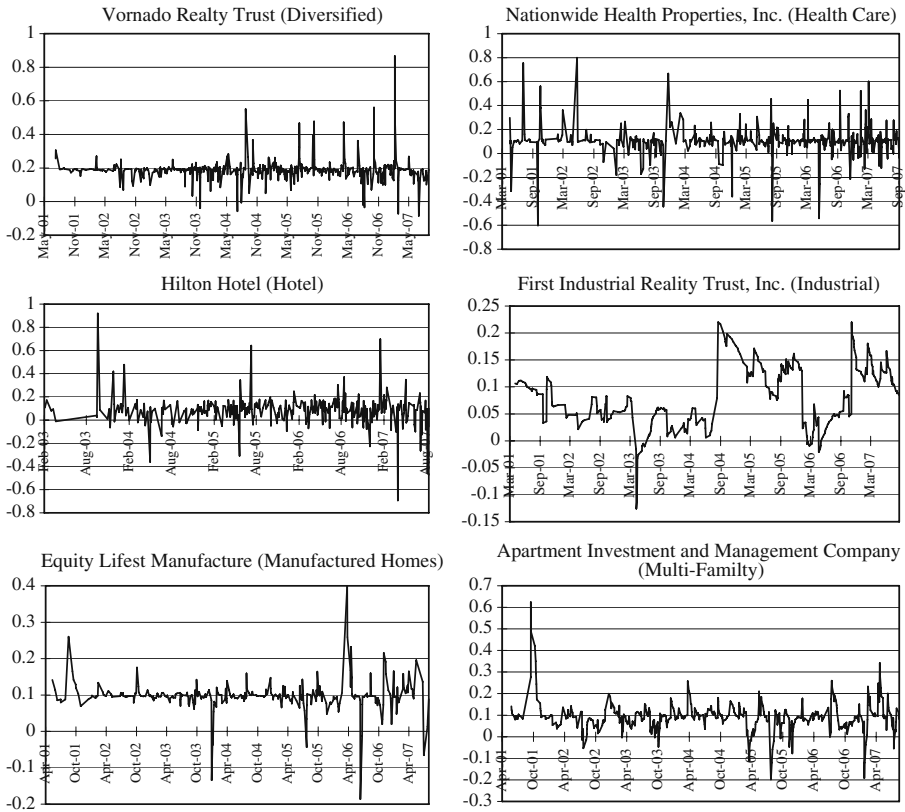 Vornado Realty Trust (Diversified)
1
0.8
0.6
0.4
0.2
0
-0.2
May-01
Nov-01
May-02
Nov-02
May-03
Nov-03
May-04
Nov-04
May-05
Nov-05
May-06
Nov-06
May-07
Nationwide Health Properties, Inc. (Health Care)
1
0.8
0.6
0.4
0.2
0
-0.2
-0.4
-0.6
-0.8
Mar-01
Sep-01
Mar-02
Sep-02
Mar-03
Sep-03
Mar-04
Sep-04
Mar-05
Sep-05
Mar-06
Sep-06
Mar-07
Sep-07
Hilton Hotel (Hotel)
1
0.8
0.6
0.4
0.2
0
-0.2
-0.4
-0.6
-0.8
Feb-03
Aug-03
Feb-04
Aug-04
Feb-05
Aug-05
Feb-06
Aug-06
Feb-07
Aug-07
First Industrial Reality Trust, Inc. (Industrial)
0.25
0.2
0.15
0.1
0.05
0
-0.05
-0.1
-0.15
Mar-01
Sep-01
Mar-02
Sep-02
Mar-03
Sep-03
Mar-04
Sep-04
Mar-05
Sep-05
Mar-06
Sep-06
Mar-07
Equity Lifest Manufacture (Manufactured Homes)
0.4
0.3
0.2
0.1
0
-0.1
-0.2
Apr-01
Oct-01
Apr-02
Oct-02
Apr-03
Oct-03
Apr-04
Oct-04
Apr-05
Oct-05
Apr-06
Oct-06
Apr-07
Apartment Investment and Management Company
(Multi-Familty)
0.7
0.6
0.5
0.4
0.3
0.2
0.1
0
-0.1
-0.2
-0.3
Apr-01
Oct-01
Apr-02
Oct-02
Apr-03
Oct-03
Apr-04
Oct-04
Apr-05
Oct-05
Apr-06
Oct-06
Apr-07